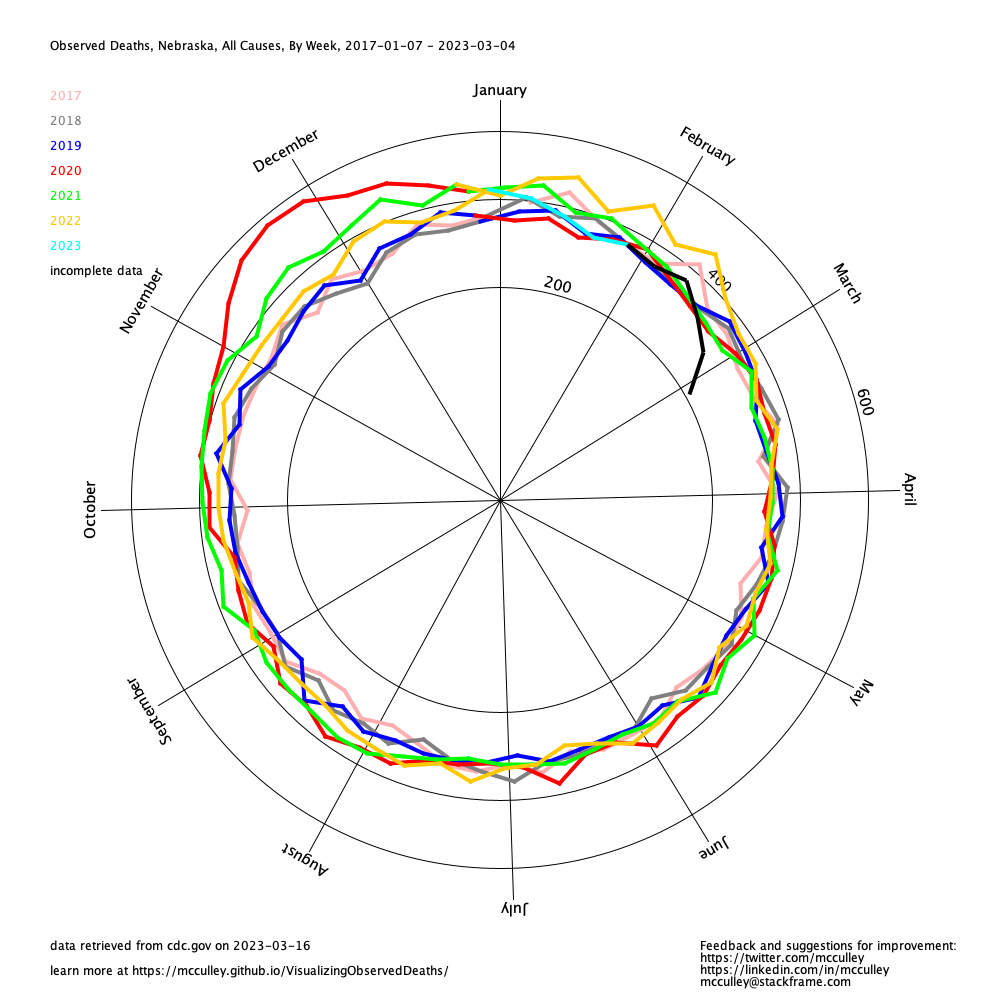 Observed Deaths, Nebraska, All Causes, By Week, 2017-01-07 - 2023-03-04
January
2017
2018
2019
2020
2021
2022
2023
incomplete data
December
February
November
March
200
400
600
October
April
September
May
August
June
July
data retrieved from cdc.gov on 2023-03-16
learn more at https://mcculley.github.io/VisualizingObservedDeaths/
Feedback and suggestions for improvement:
https://twitter.com/mcculley
https://linkedin.com/in/mcculley
mcculley@stackframe.com